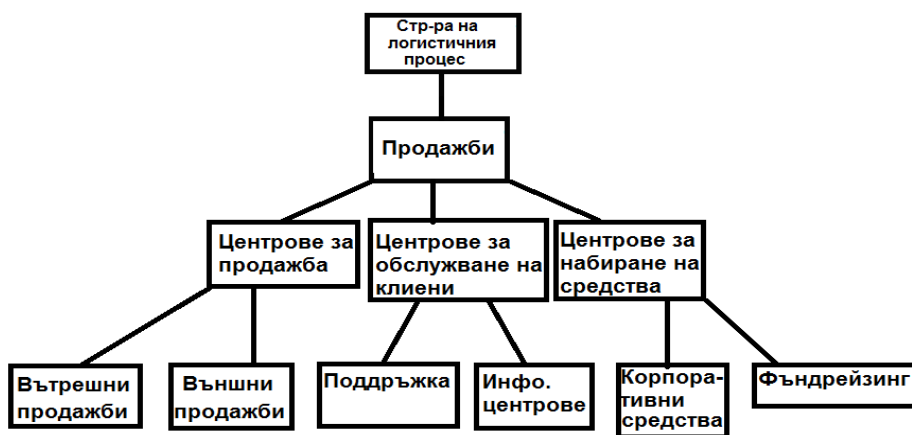 Стр-ра на
логистичния
процес
Продажби
Центрове за
продажба
Центрове за
обслужване на
клиени
Центрове за
набиране на
средства
Вътрешни
продажби
Външни
продажби
Поддръжка
Инфо.
центрове
Корпора-
тивни
средства
Фъндрейзинг